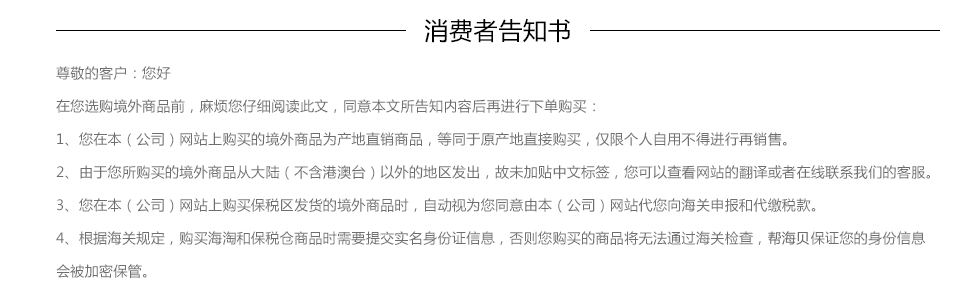 消费者告知书
尊敬的客户：您好
在您选购境外商品前，麻烦您仔细阅读此文，同意本文所告知内容后再进行下单购买：
1、您在本（公司）网站上购买的境外商品为产地直销商品，等同于原产地直接购买，仅限个人自用不得进行再销售。
2、由于您所购买的境外商品从大陆（不含港澳台）以外的地区发出，故未加贴中文标签，您可以查看网站的翻译或者在线联系我们的客服。
3、您在本（公司）网站上购买保税区发货的境外商品时，自动视为您同意由本（公司）网站代您向海关申报和代缴税款。
4、根据海关规定，购买海淘和保税仓商品时需要提交实名身份证信息，否则您购买的商品将无法通过海关检查，帮海贝保证您的身份信息
会被加密保管。